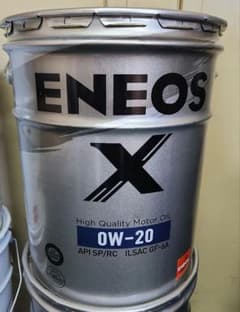 ENEOS
X
High Quality Motor Oil
0W-20
API SP/RC ILSAC GF-6A